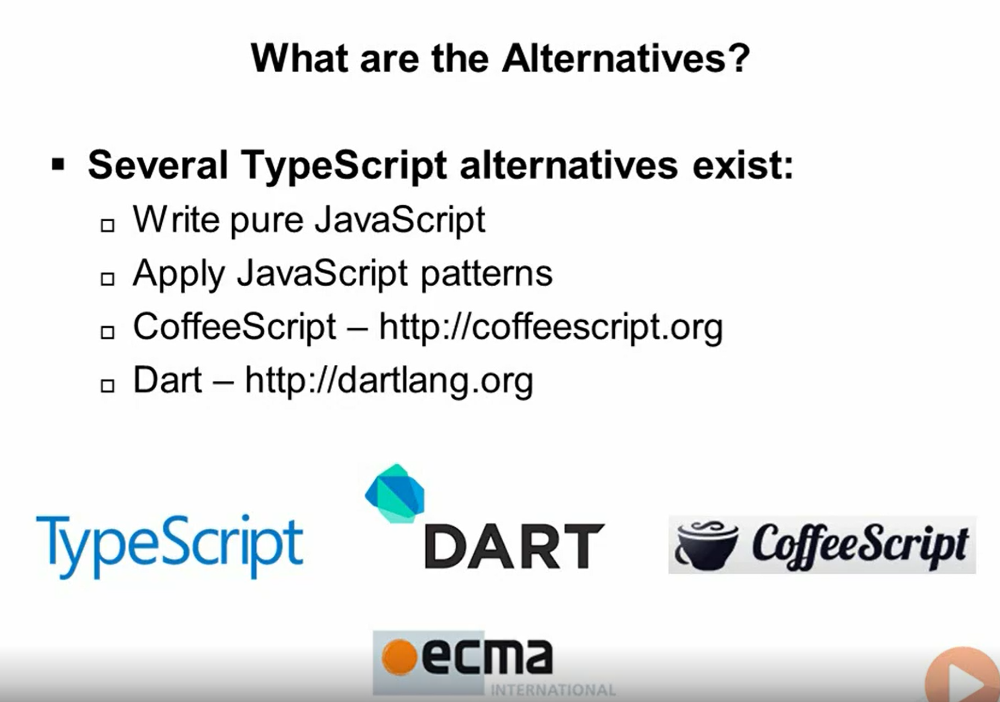 What are the Alternatives?
Several TypeScript alternatives exist:
Write pure JavaScript
Apply JavaScript patterns
CoffeeScript – http://coffeescript.org
Dart – http://dartlang.org
TypeScript
DART
CoffeeScript
ecma
INTERNATIONAL